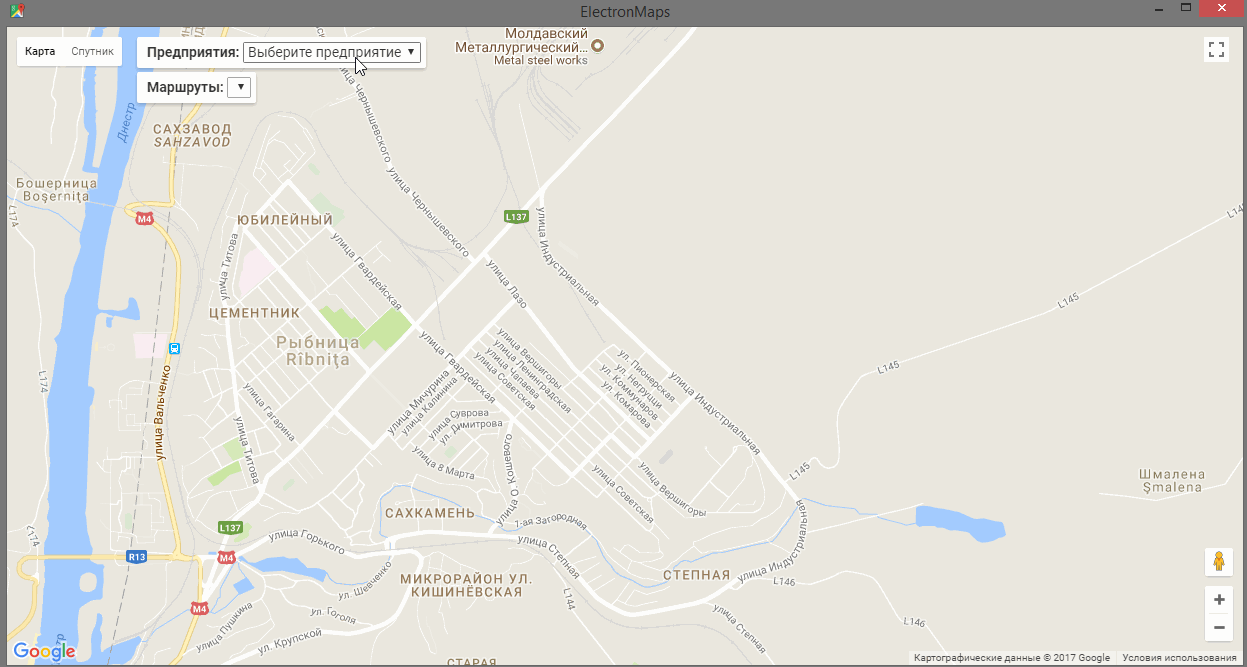 ElectronMaps
Карта Спутник
Предприятия: Выберите предприятие
Маршруты:
Молдавский
Металлургический...
Metal steel works
Днестр
САХЗАВОД
SAHZAVOD
улица Чернышевского
улица Чернышевского
Бошерница
Boşerniţa
L174
M4
ЮБИЛЕЙНЫЙ
L137
улица Индустриальная
L145
улица Титова
улица Гвардейская
улица Лазо
L145
ЦЕМЕНТНИК
Рыбница
Rîbniţa
улица Гвардейская
улица Вершигоры
улица Ленинградская
улица Чапаева
улица Советская
ул. Пионерская
ул. Негруцци
ул. Коммунаров
ул. Комарова
L145
L174
улица Вальченко
улица Гагарина
улица Мичурина
улица Калинина
Суврова
ул. Димитрова
улица Индустриальная
улица Титова
улица 8 Марта
улица О. Кошевого
улица Советская
улица Вершигоры
L145
Шмалена
Şmalena
САХКАМЕНЬ
1-ая Загородная
L174
L137
улица Горького
улица Степная
улица Индустриальная
R13
M4
МИКРОРАЙОН УЛ.
КИШИНЁВСКАЯ
СТЕПНАЯ
L146
ул. Шевченко
L144
M4
улица Пушкина
ул. Гоголя
ул. Крупской
улица Степная
L146
СТАРАЯ
Google
Картографические данные © 2017 Google Условия использования